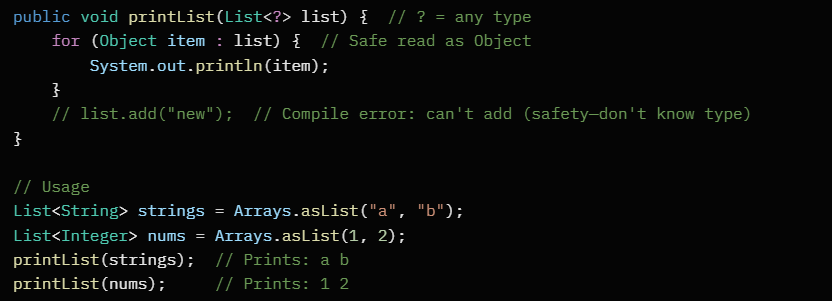 public void printList(List<?> list) {  // ? = any type
    for (Object item : list) {  // Safe read as Object
        System.out.println(item);
    }
    // list.add("new");  // Compile error: can't add (safety—don't know type)
}

// Usage
List<String> strings = Arrays.asList("a", "b");
List<Integer> nums = Arrays.asList(1, 2);
printList(strings);  // Prints: a b
printList(nums);     // Prints: 1 2